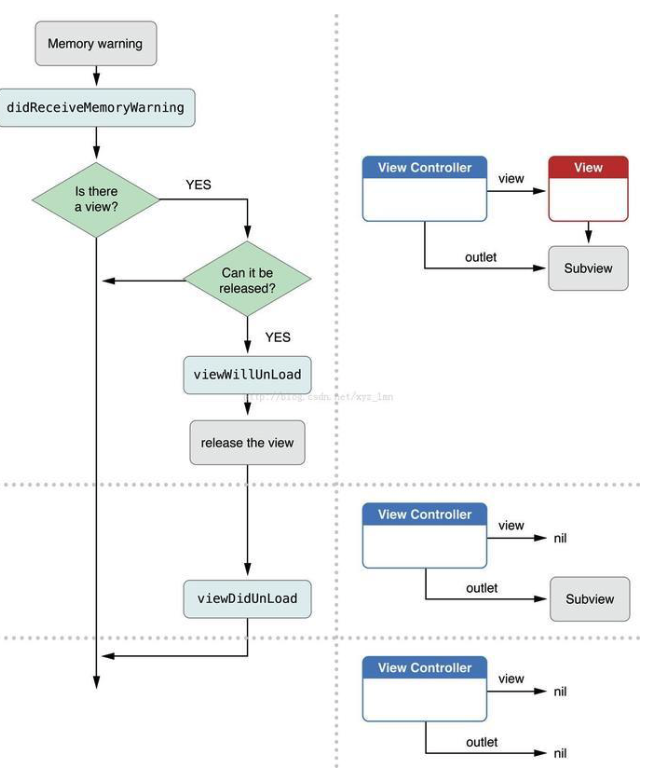 Memory warning
didReceiveMemoryWarning
Is there
a view?
YES
Can it be
released?
YES
viewWillUnLoad
http://blog.csdn.net/xyz_lmn
release the view
viewDidUnLoad
View Controller
view
View
outlet
Subview
View Controller
view
nil
outlet
Subview
View Controller
view
nil
outlet
nil